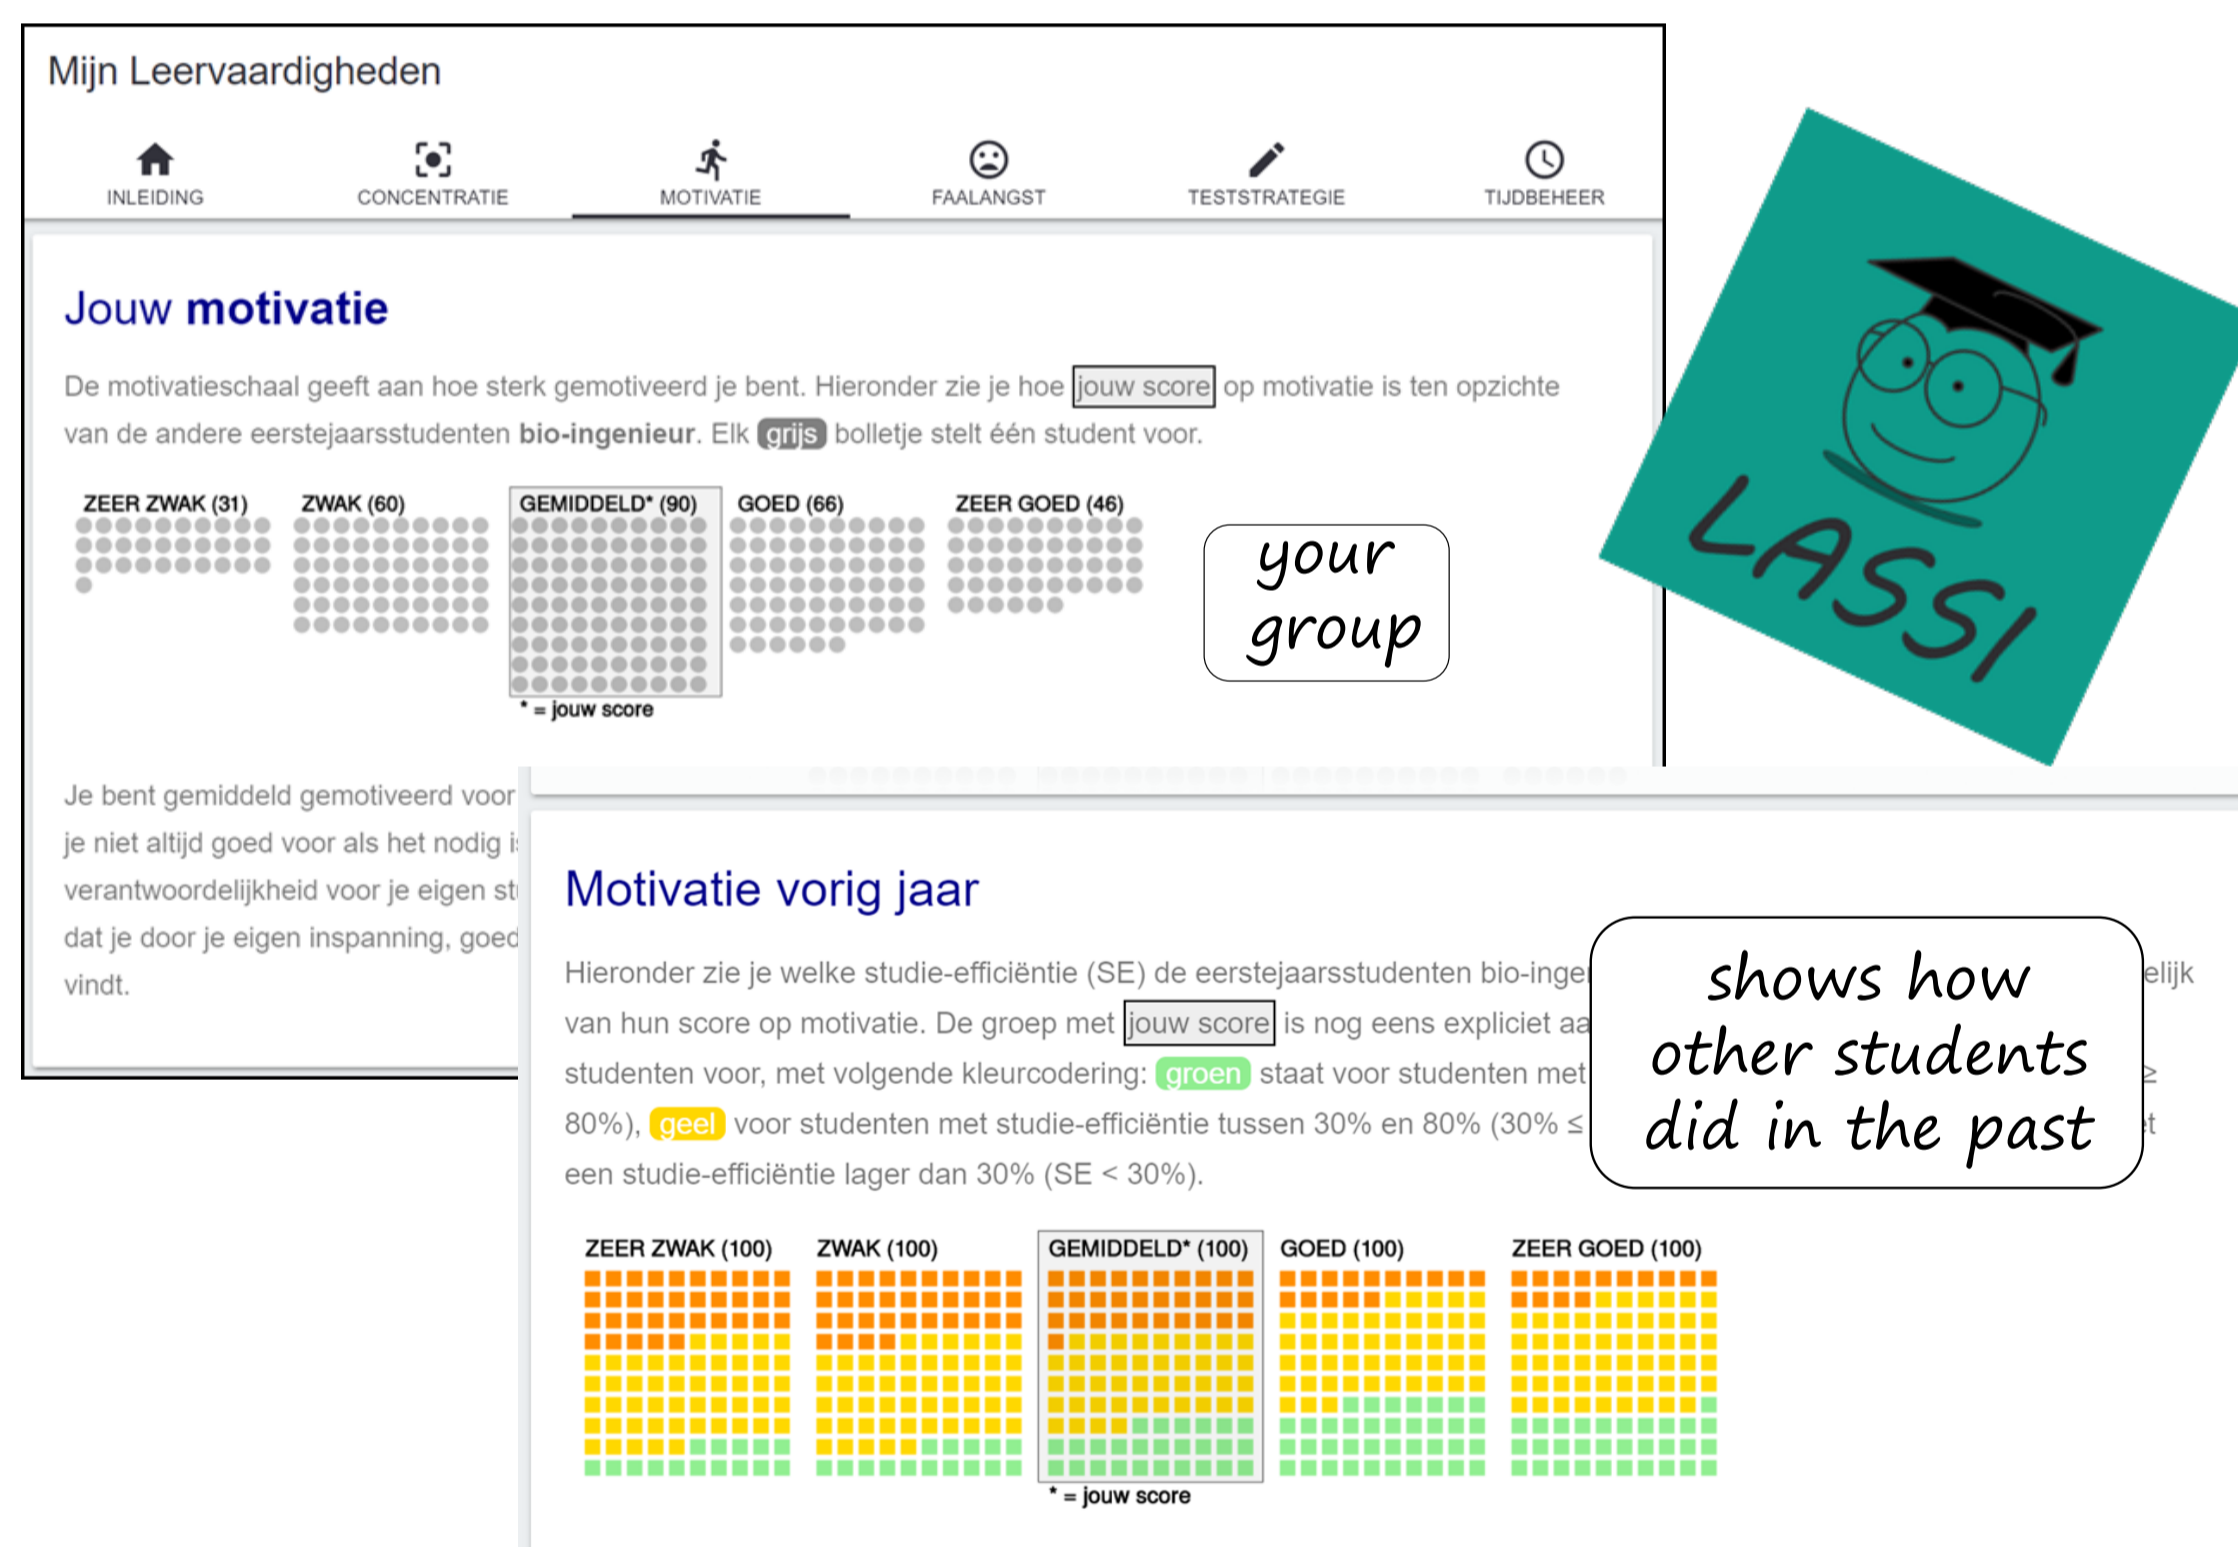 Mijn Leervaardigheden
INLEIDING
CONCENTRATIE
MOTIVATIE
FAALANGST
TESTSTRATEGIE
TIJDBEHEER
Jouw motivatie
De motivatieschaal geeft aan hoe sterk gemotiveerd je bent. Hieronder zie je hoe jouw score op motivatie is ten opzichte
van de andere eerstejaarsstudenten bio-ingenieur. Elk grijs bolletje stelt één student voor.
ZEER ZWAK (31)
ZWAK (60)
GEMIDDELD* (90)
GOED (66)
ZEER GOED (46)
* = jouw score
your
group
LASSI
Je bent gemiddeld gemotiveerd voor
je niet altijd goed voor als het nodig
verantwoordelijkheid voor je eigen
dat je door je eigen inspanning, goed
vindt.
Motivatie vorig jaar
Hieronder zie je welke studie-efficiëntie (SE) de eerstejaarsstudenten
van hun score op motivatie. De groep met jouw score is nog eens expliciet
studenten voor, met volgende kleurcodering: groen staat voor studenten met
80%), geel voor studenten met studie-efficiëntie tussen 30% en 80% (30% ≤
een studie-efficiëntie lager dan 30% (SE < 30%).
shows how
other students
did in the past
ZEER ZWAK (100)
ZWAK (100)
GEMIDDELD* (100)
GOED (100)
ZEER GOED (100)
* = jouw score